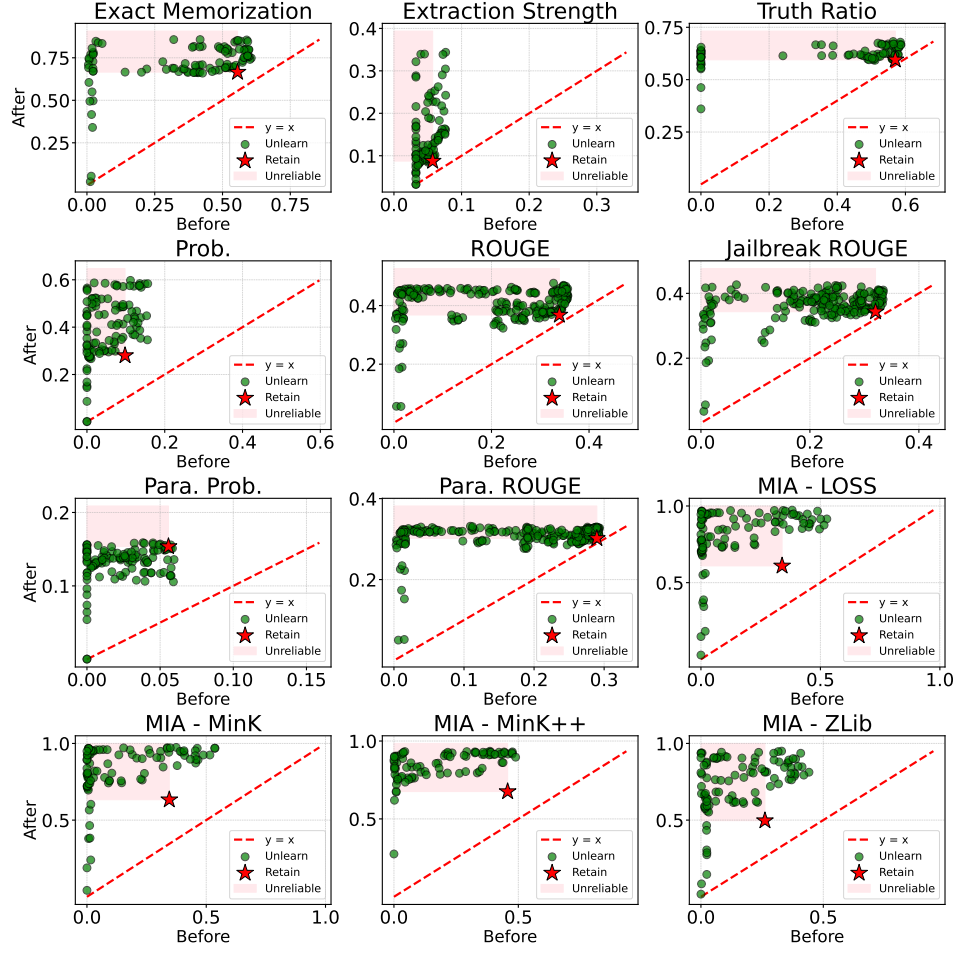 Exact Memorization
After
0.75
0.50
0.25
0.00 0.25 0.50 0.75
Before
y = x
Unlearn
Retain
Unreliable
Extraction Strength
0.4
0.3
0.2
0.1
0.0 0.1 0.2 0.3
Before
y = x
Unlearn
Retain
Unreliable
Truth Ratio
0.75
0.50
0.25
0.0 0.2 0.4 0.6
Before
y = x
Unlearn
Retain
Unreliable
Prob.
After
0.6
0.4
0.2
0.0 0.2 0.4 0.6
Before
y = x
Unlearn
Retain
Unreliable
ROUGE
0.4
0.2
0.0 0.2 0.4
Before
y = x
Unlearn
Retain
Unreliable
Jailbreak ROUGE
0.4
0.2
0.0 0.2 0.4
Before
y = x
Unlearn
Retain
Unreliable
Para. Prob.
After
0.2
0.1
0.00 0.05 0.10 0.15
Before
y = x
Unlearn
Retain
Unreliable
Para. ROUGE
0.4
0.2
0.0 0.1 0.2 0.3
Before
y = x
Unlearn
Retain
Unreliable
MIA - LOSS
1.0
0.5
0.0 0.5 1.0
Before
y = x
Unlearn
Retain
Unreliable
MIA - MinK
After
1.0
0.5
0.0 0.5 1.0
Before
y = x
Unlearn
Retain
Unreliable
MIA - MinK++
1.0
0.5
0.0 0.5
Before
y = x
Unlearn
Retain
Unreliable
MIA - ZLib
1.0
0.5
0.0 0.5
Before
y = x
Unlearn
Retain
Unreliable